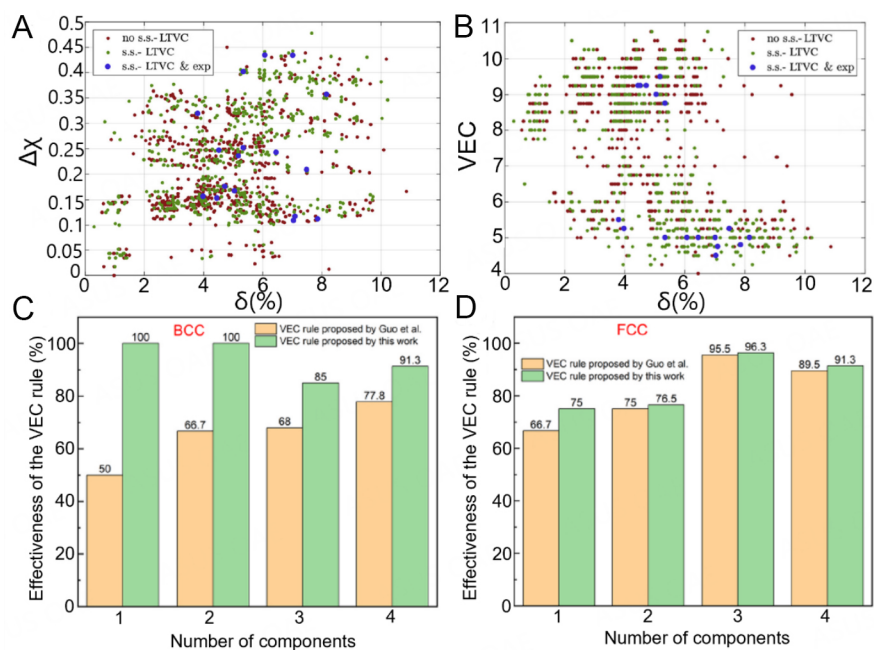 A
0.5
0.45
0.4
0.35
0.3
0.25
0.2
0.15
0.1
0.05
0
Δχ
no s.s.- LTVC
s.s.- LTVC
s.s.- LTVC & exp
0 2 4 6 8 10 12
δ(%)
B
11
10
9
8
7
6
5
4
VEC
no s.s.- LTVC
s.s.- LTVC
s.s.- LTVC & exp
0 2 4 6 8 10 12
δ(%)
C
BCC
VEC rule proposed by Guo et al.
VEC rule proposed by this work
Effectiveness of the VEC rule (%)
100
80
60
40
20
0
50 100 66.7 100 68 85 77.8 91.3
1 2 3 4
Number of components
D
FCC
VEC rule proposed by Guo et al.
VEC rule proposed by this work
Effectiveness of the VEC rule (%)
100
80
60
40
20
0
66.7 75 75 76.5 95.5 96.3 89.5 91.3
1 2 3 4
Number of components